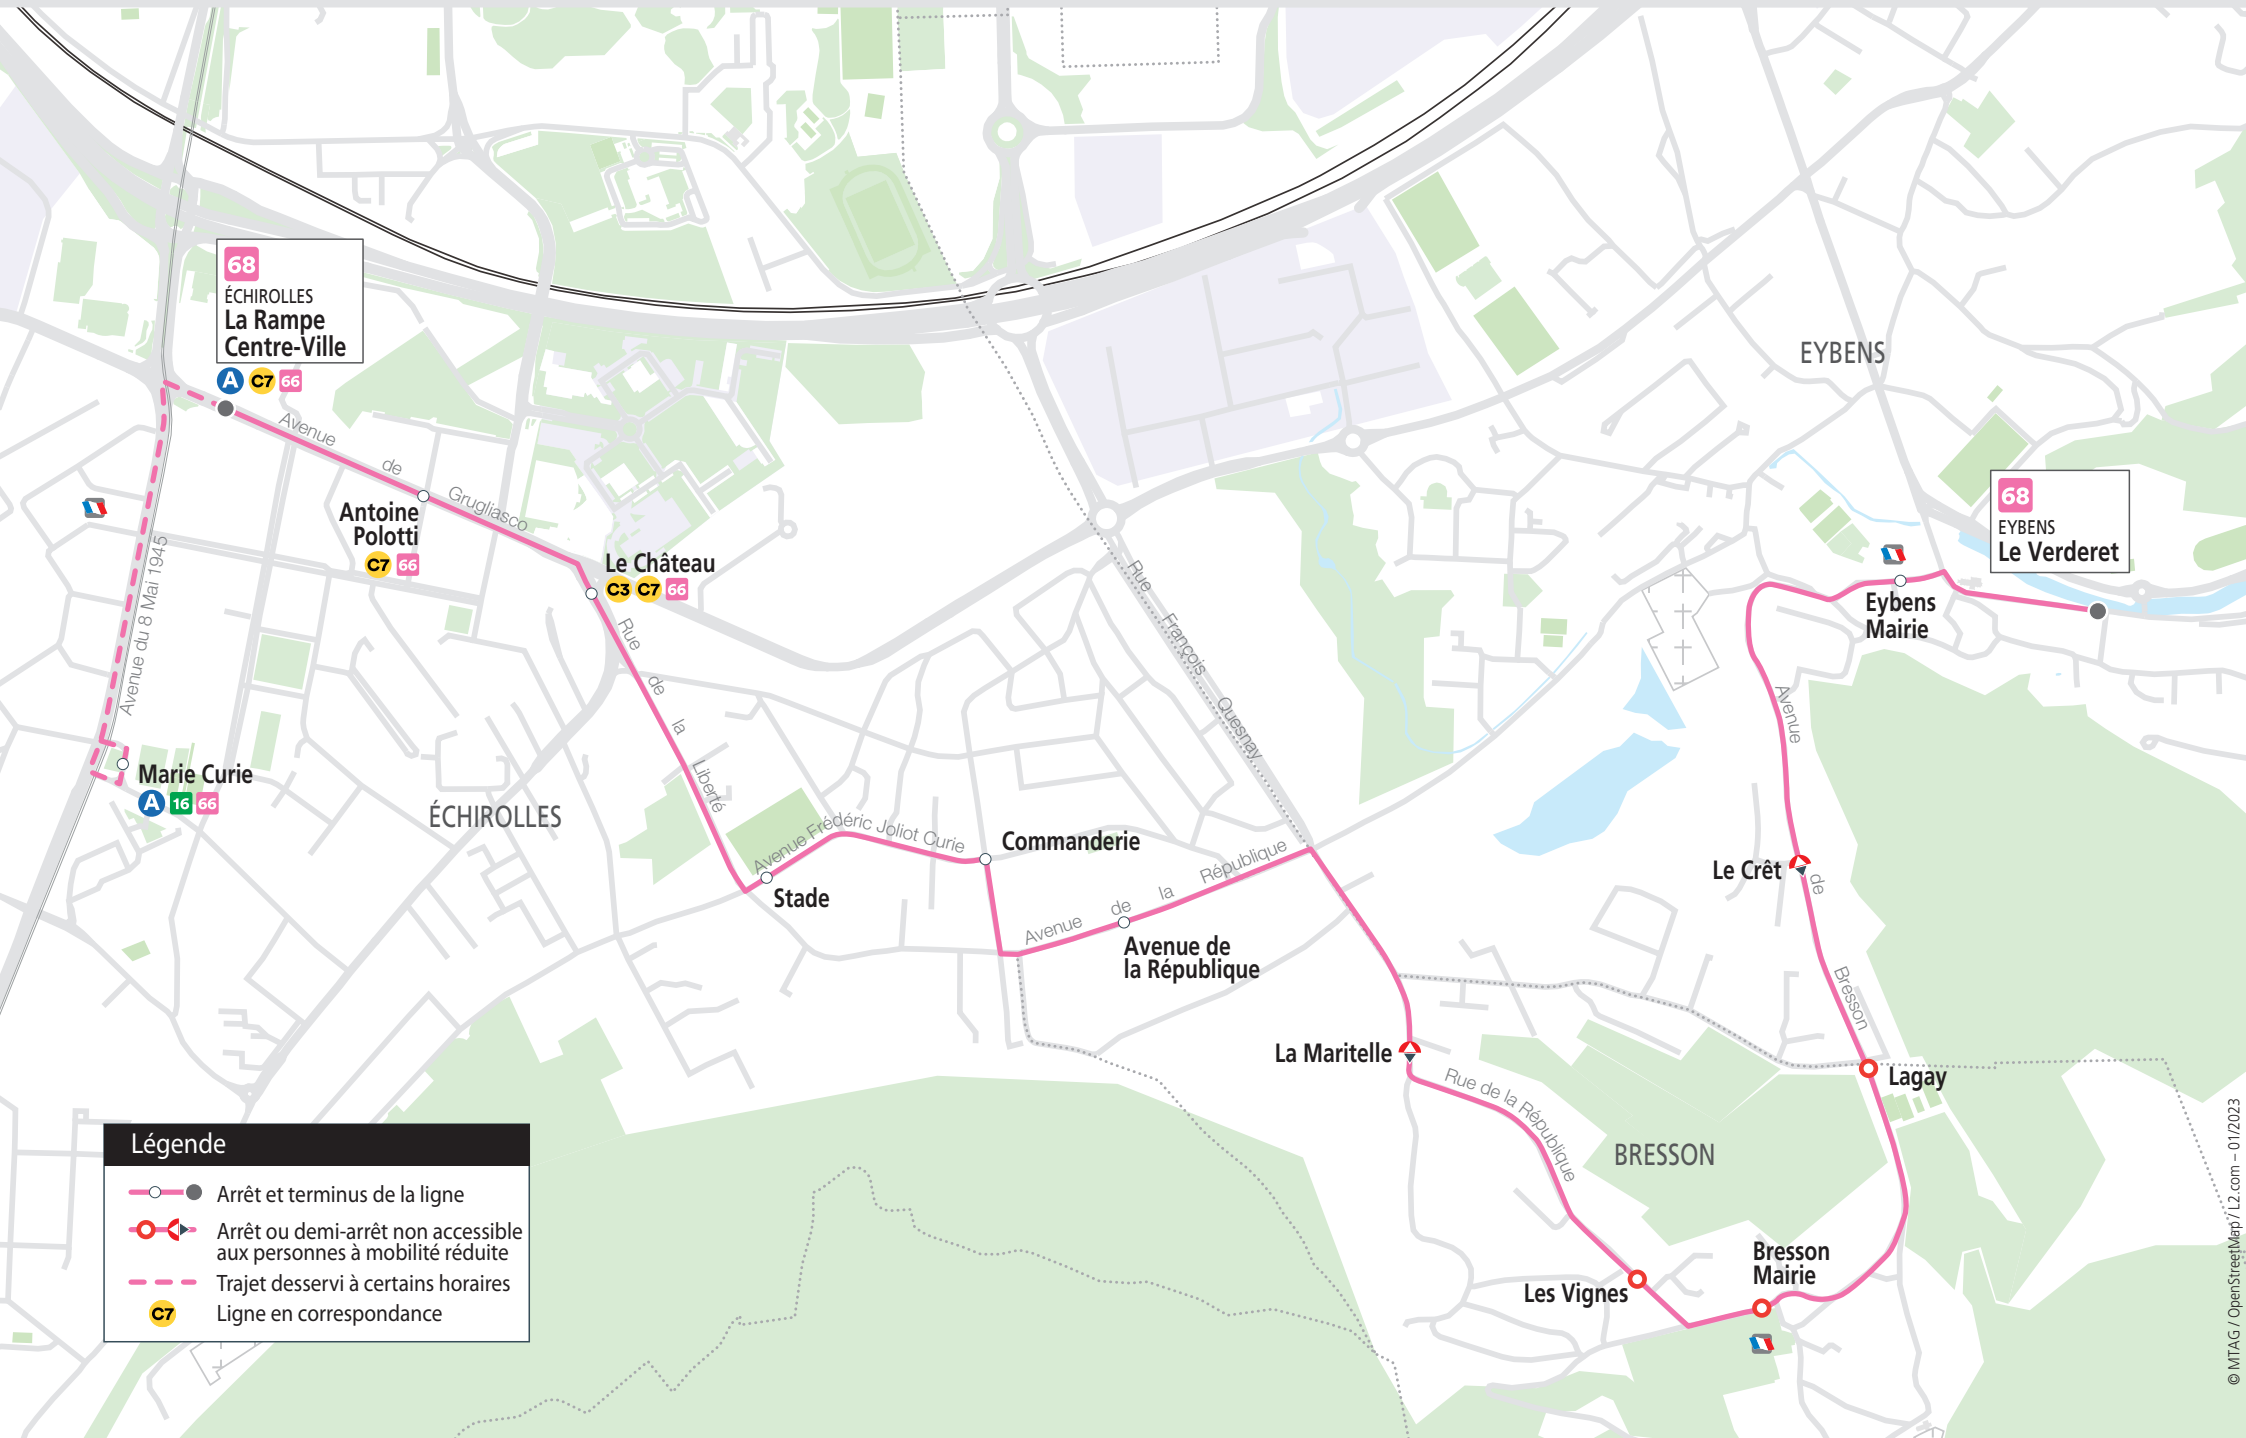 68
ÉCHIROLLES
La Rampe
Centre-Ville
A C7 66
Avenue de Grugliasco
Antoine
Polotti
C7 66
Le Château
C3 C7 66
Avenue du 8 Mai 1945
Marie Curie
A 16 66
ÉCHIROLLES
Rue de la Liberté
Stade
Avenue Frédéric Joliot Curie
Commanderie
Avenue de la République
Avenue de
la République
Rue François Quesnay
La Maritelle
Rue de la République
BRESSON
Les Vignes
Bresson
Mairie
Lagay
Le Crêt
Avenue de Bresson
EYBENS
Eybens
Mairie
68
EYBENS
Le Verderet
Légende
Arrêt et terminus de la ligne
Arrêt ou demi-arrêt non accessible
aux personnes à mobilité réduite
Trajet desservi à certains horaires
C7 Ligne en correspondance
© MTAG / OpenStreetMap / L2.com – 01/2023